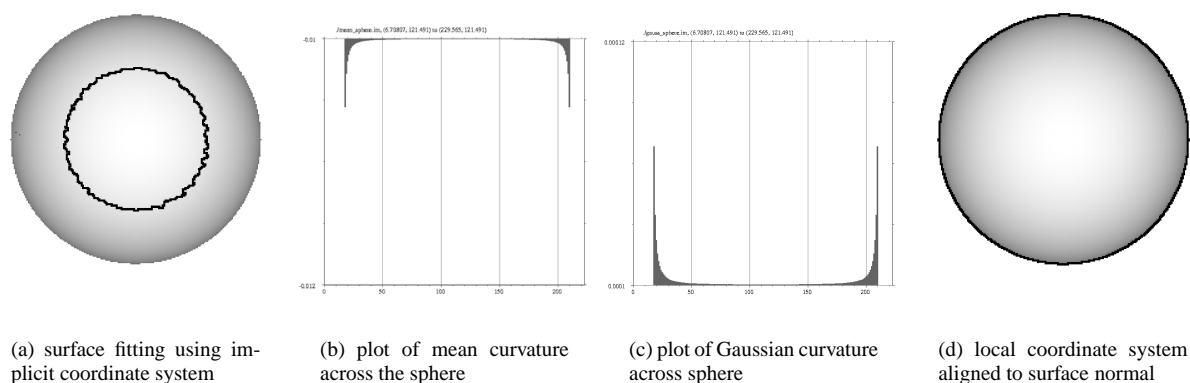 ./mean_sphere.im, (6.70807, 121.491) to (229.565, 121.491)
-0.01
-0.012
0 50 100 150 200
./gauss_sphere.im, (6.70807, 121.491) to (229.565, 121.491)
0.00012
0.0001
0 50 100 150 200
(a) surface fitting using im-
plicit coordinate system
(b) plot of mean curvature
across the sphere
(c) plot of Gaussian curvature
across sphere
(d) local coordinate system
aligned to surface normal